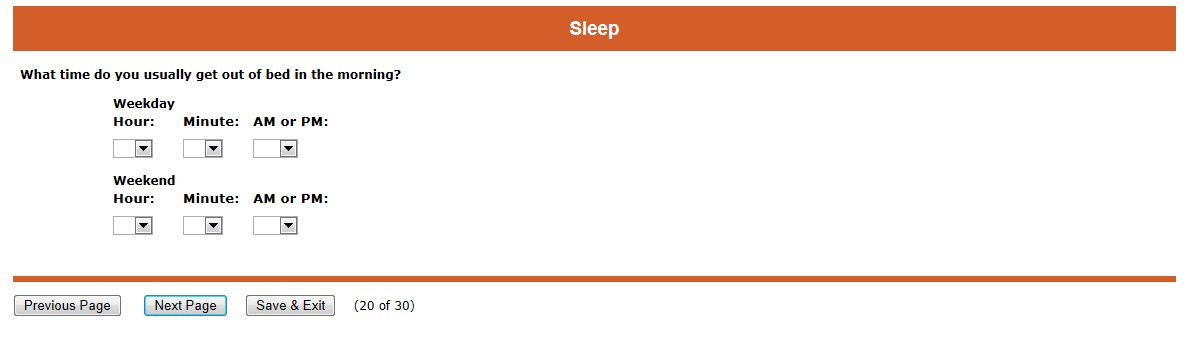 Sleep
What time do you usually get out of bed in the morning?
Weekday
Hour: Minute: AM or PM:
Weekend
Hour: Minute: AM or PM:
Previous Page Next Page Save & Exit (20 of 30)